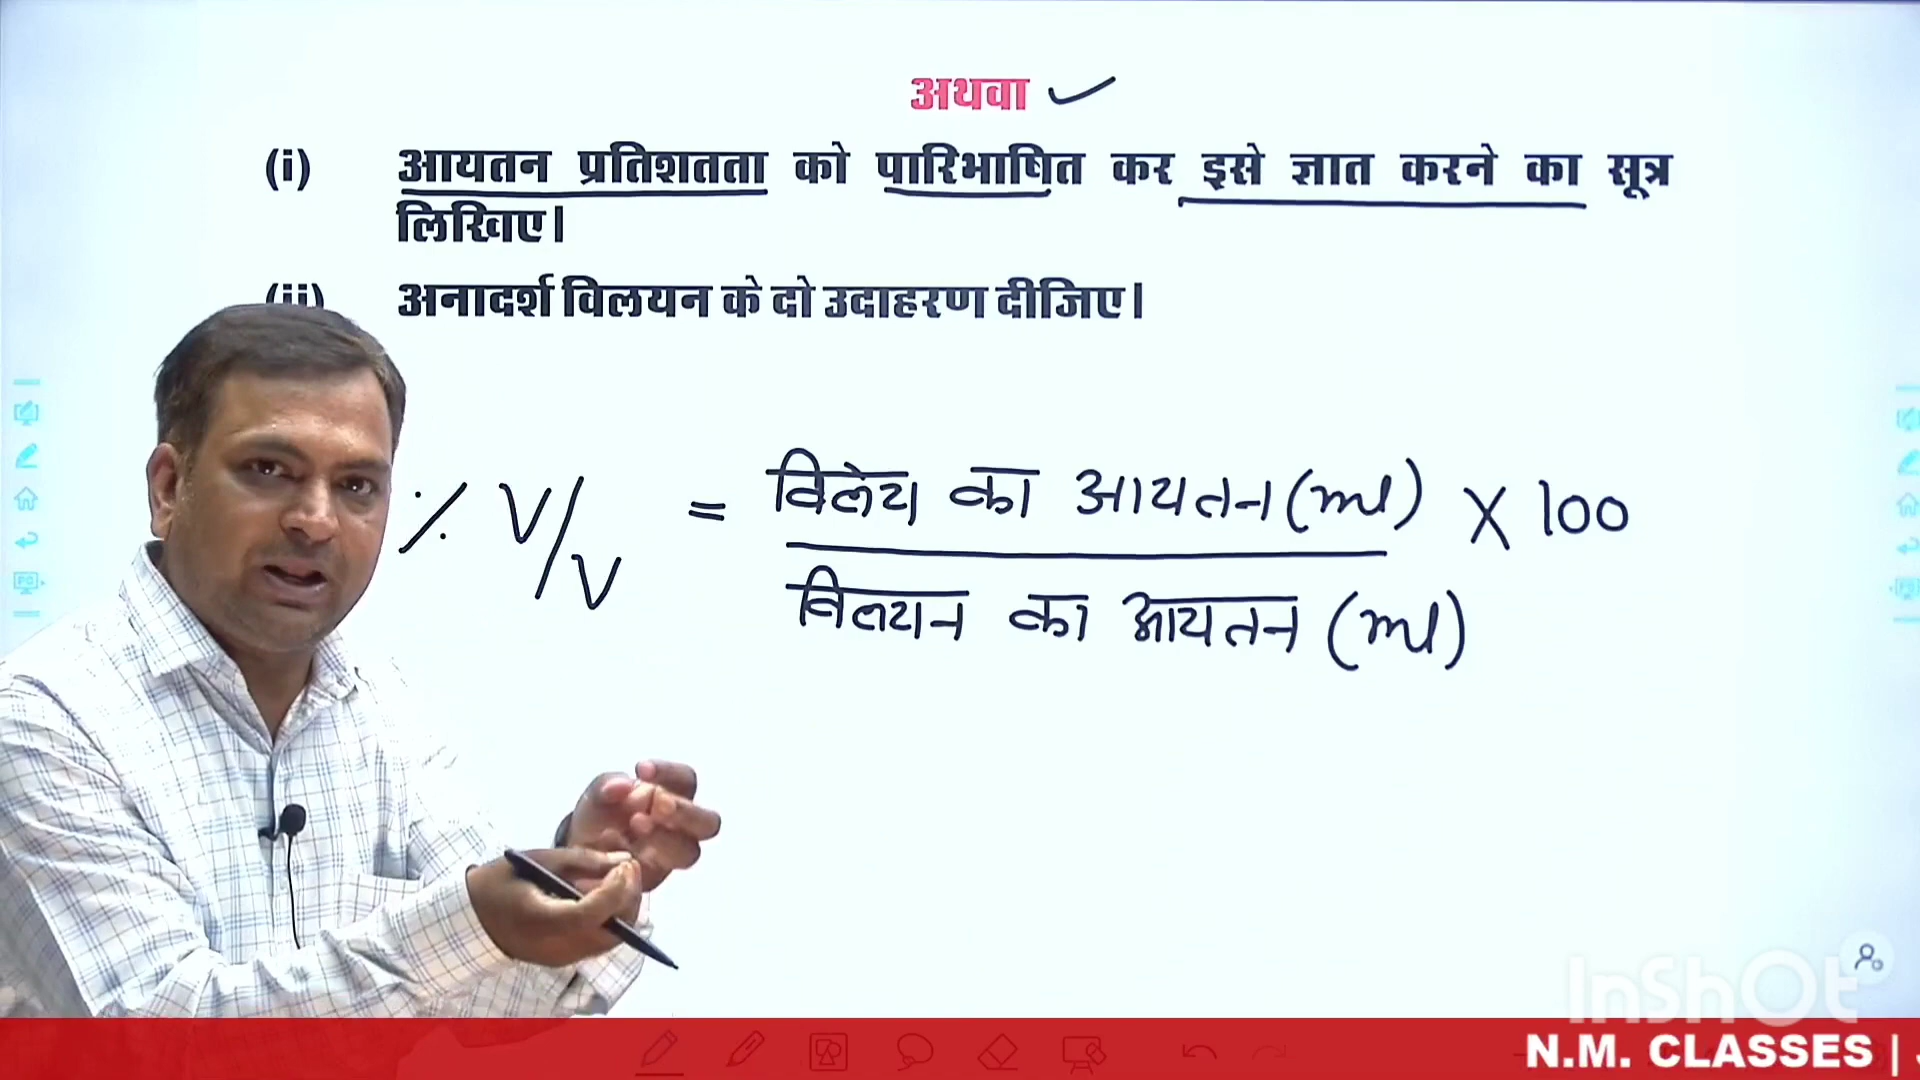 अथवा
(i) आयतन प्रतिशतता को पारिभाषित कर इसे ज्ञात करने का सूत्र
लिखिए।
(ii) अनादर्श विलयन के दो उदाहरण दीजिए।
% V/V = विलेय का आयतन (ml) X 100
विलयन का आयतन (ml)
InShOt
N.M. CLASSES |